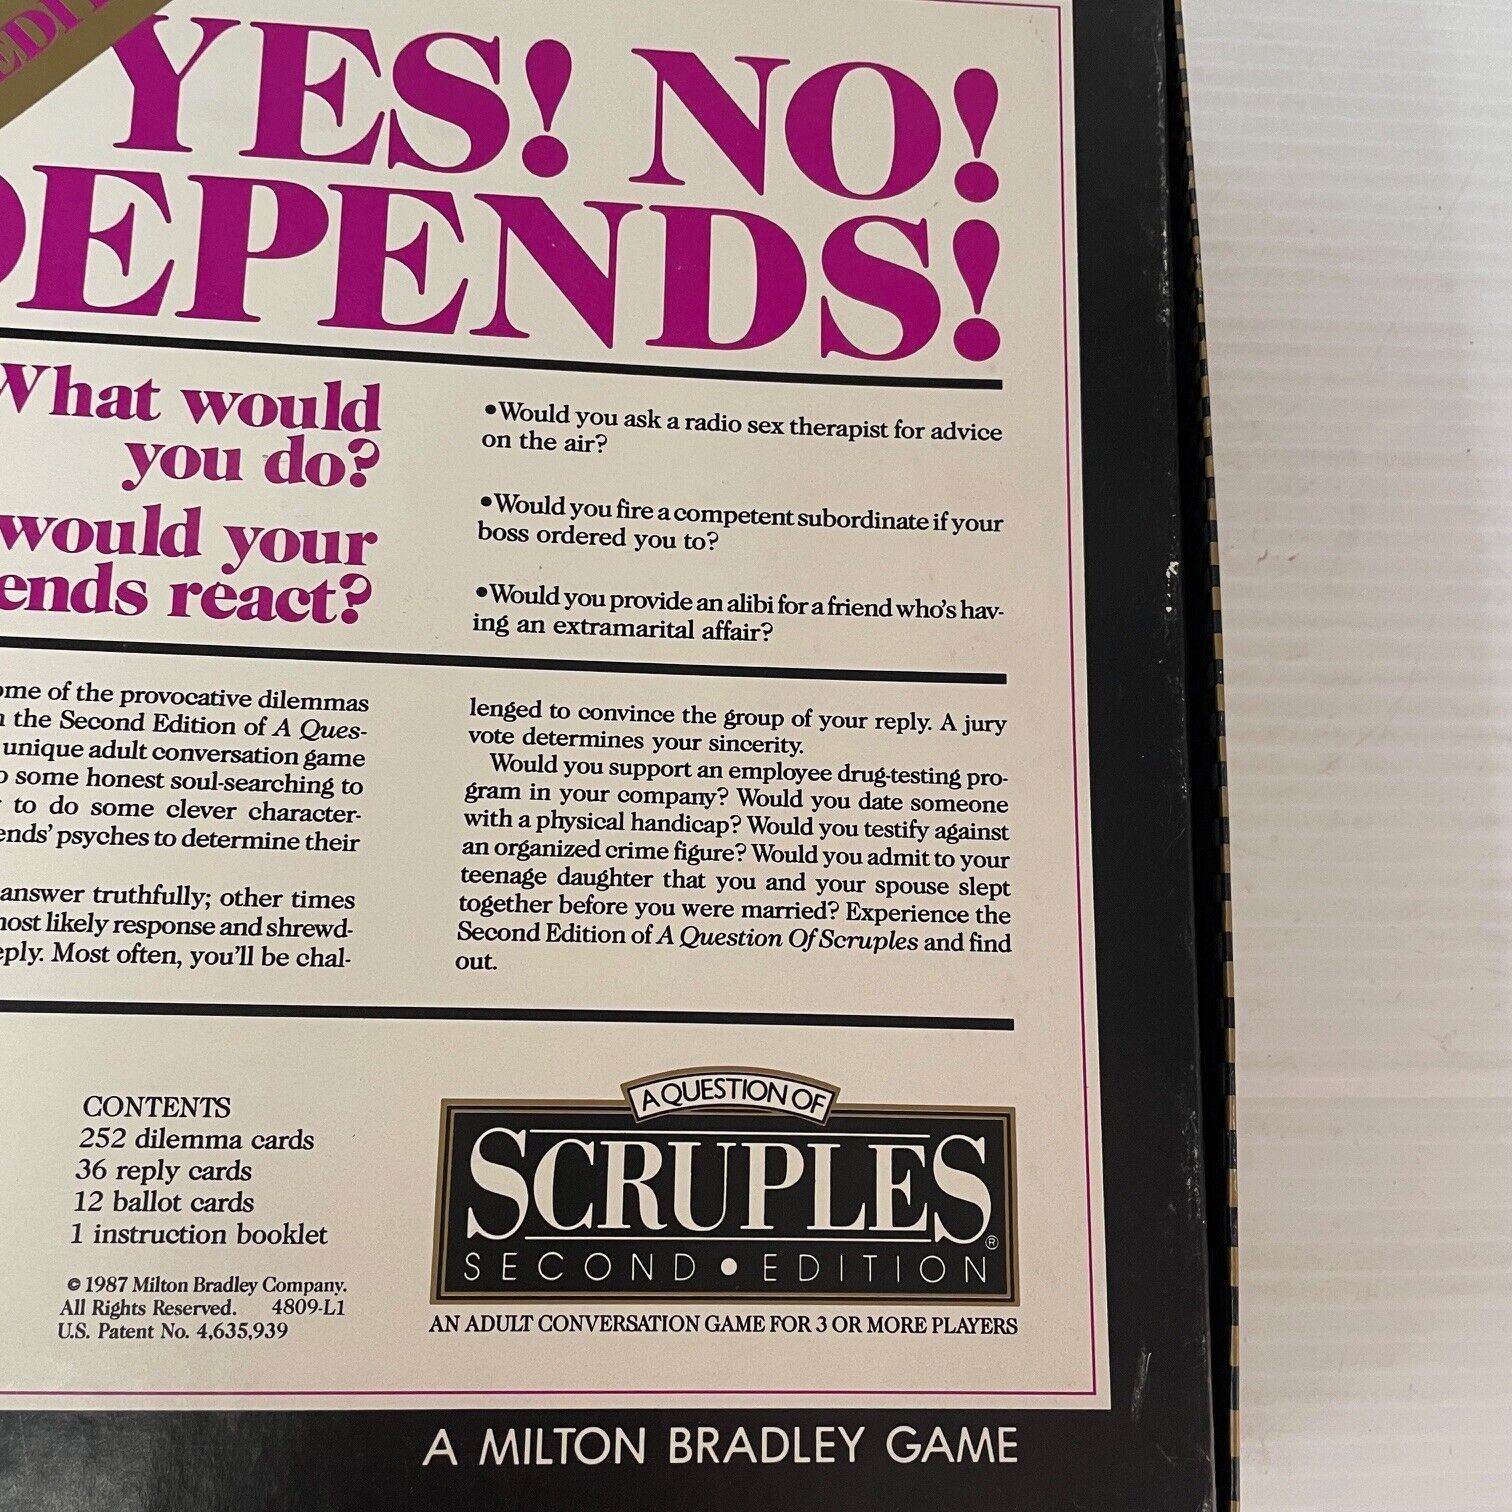 YES! NO!
DEPENDS!
What would
you do?
would your
react?
•Would you ask a radio sex therapist for advice
on the air?
•Would you fire a competent subordinate if your
boss ordered you to?
•Would you provide an alibi for a friend who's hav-
ing an extramarital affair?
of the provocative dilemmas
the Second Edition of A Ques-
unique adult conversation game
some honest soul-searching to
to do some clever character-
psyches to determine their
answer truthfully; other times
likely response and shrewd-
Most often, you'll be chal-
lenged to convince the group of your reply. A jury
vote determines your sincerity.
Would you support an employee drug-testing pro-
gram in your company? Would you date someone
with a physical handicap? Would you testify against
an organized crime figure? Would you admit to your
teenage daughter that you and your spouse slept
together before you were married? Experience the
Second Edition of A Question Of Scruples and find
out.
CONTENTS
252 dilemma cards
36 reply cards
12 ballot cards
1 instruction booklet
© 1987 Milton Bradley Company.
All Rights Reserved. 4809-L1
U.S. Patent No. 4,635,939
A QUESTION OF
SCRUPLES®
SECOND • EDITION
AN ADULT CONVERSATION GAME FOR 3 OR MORE PLAYERS
A MILTON BRADLEY GAME